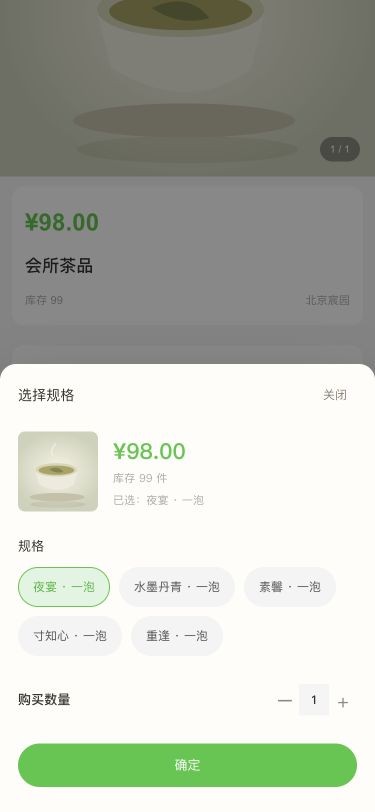 1 / 1
¥98.00
会所茶品
库存 99
北京宸园
选择规格
关闭
¥98.00
库存 99 件
已选：夜宴 · 一泡
规格
夜宴 · 一泡
水墨丹青 · 一泡
素馨 · 一泡
寸知心 · 一泡
重逢 · 一泡
购买数量
— 1 +
确定